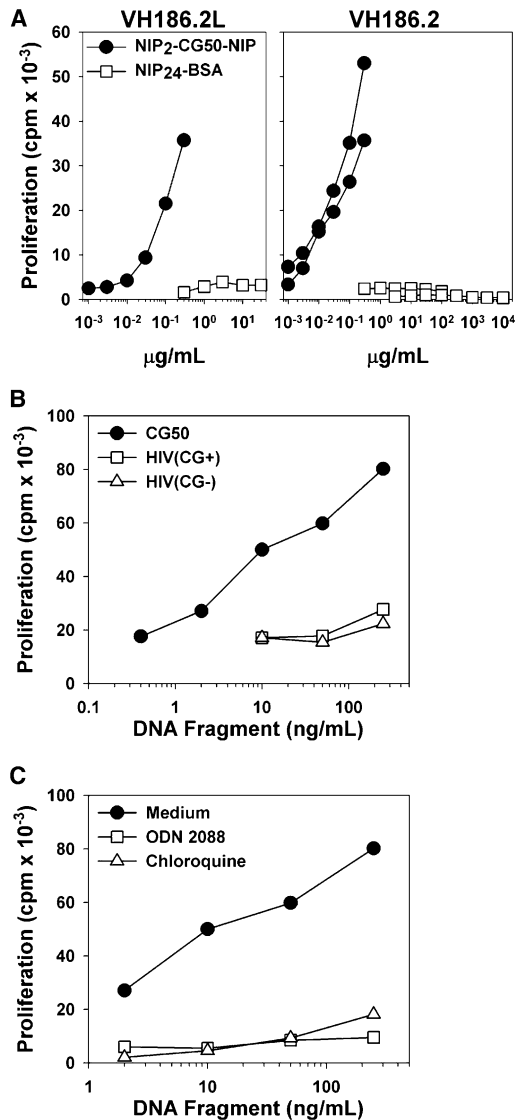 A
VH186.2L
VH186.2
Proliferation (cpm x 10-3)
60
50
40
30
20
10
0
NIP2-CG50-NIP
NIP24-BSA
10-3 10-2 10-1 100 101
10-3 10-2 10-1 100 101 102 103 104
µg/mL
µg/mL
B
Proliferation (cpm x 10-3)
100
80
60
40
20
0
CG50
HIV(CG+)
HIV(CG-)
0.1 1 10 100
DNA Fragment (ng/mL)
C
Proliferation (cpm x 10-3)
100
80
60
40
20
0
Medium
ODN 2088
Chloroquine
1 10 100
DNA Fragment (ng/mL)